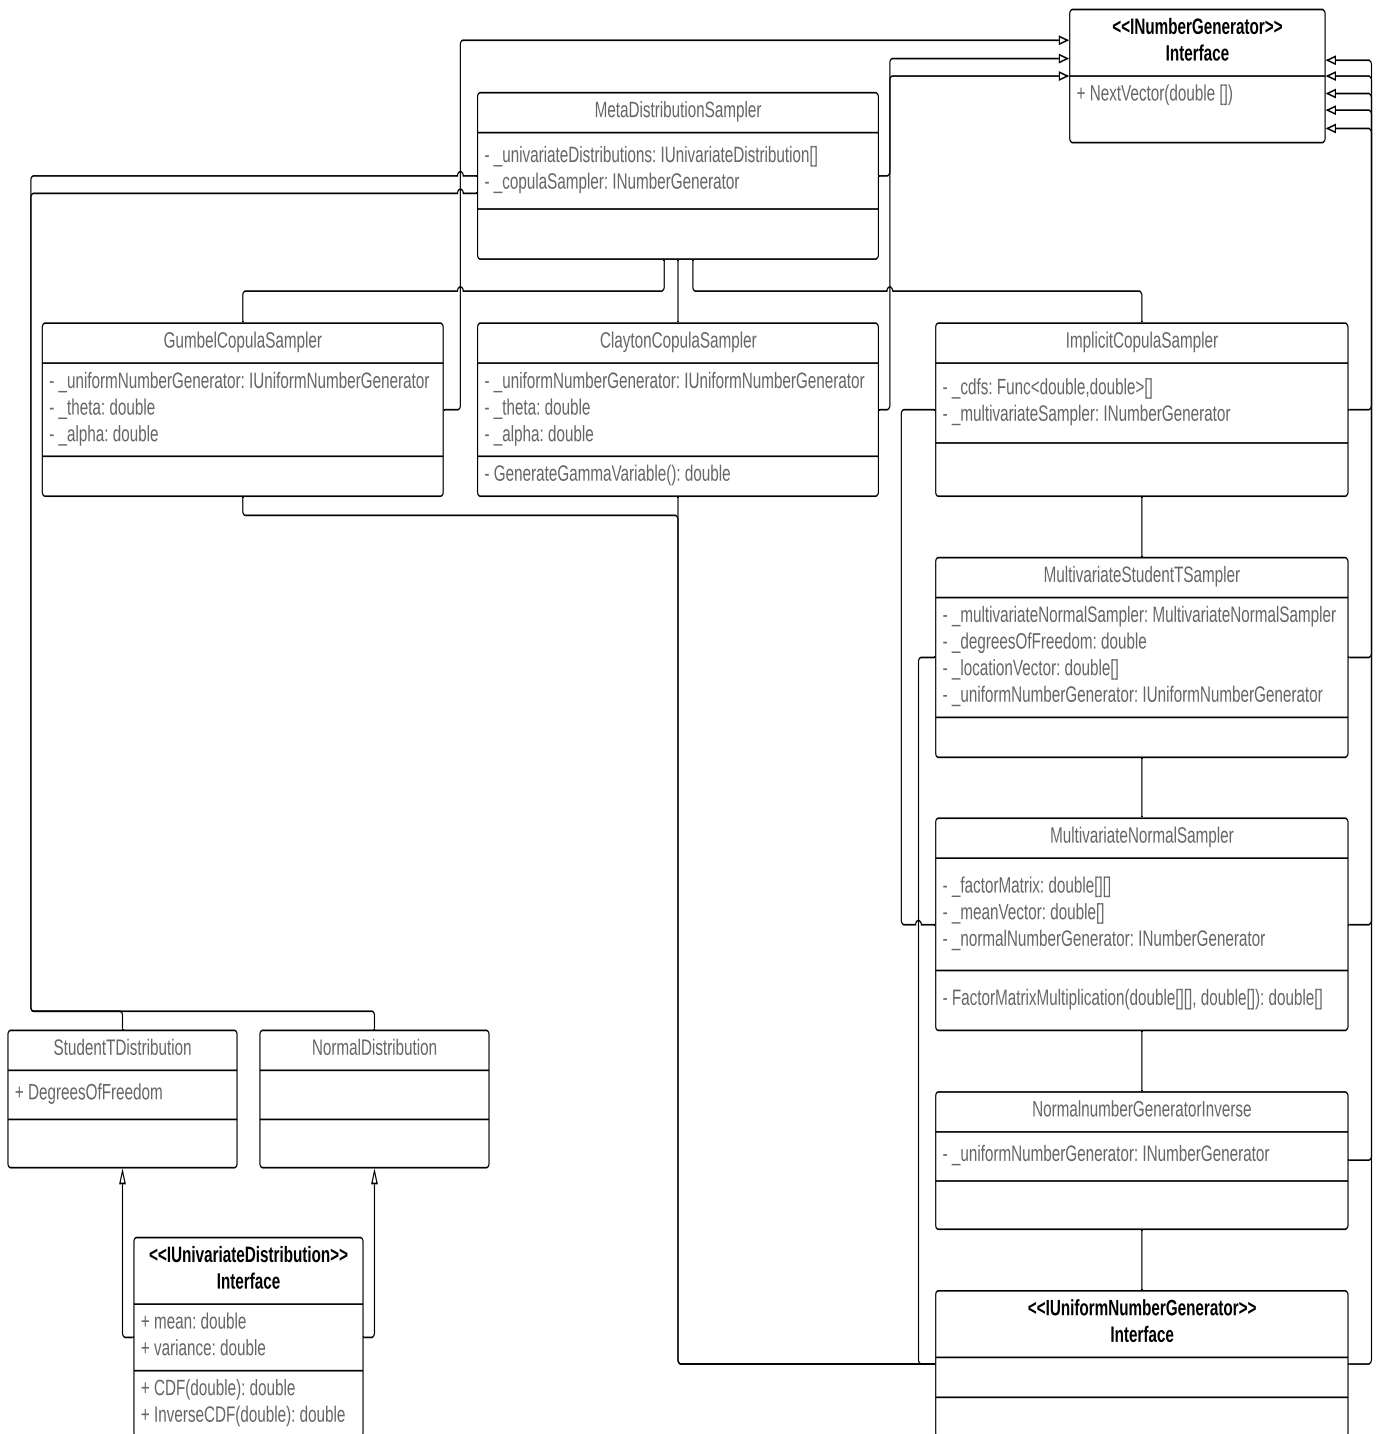 <<INumberGenerator>>
Interface
+ NextVector(double [])
MetaDistributionSampler
- _univariateDistributions: IUnivariateDistribution[]
- _copulaSampler: INumberGenerator
GumbelCopulaSampler
- _uniformNumberGenerator: IUniformNumberGenerator
- _theta: double
- _alpha: double
ClaytonCopulaSampler
- _uniformNumberGenerator: IUniformNumberGenerator
- _theta: double
- _alpha: double
- GenerateGammaVariable(): double
ImplicitCopulaSampler
- _cdfs: Func<double,double>[]
- _multivariateSampler: INumberGenerator
MultivariateStudentTSampler
- _multivariateNormalSampler: MultivariateNormalSampler
- _degreesOfFreedom: double
- _locationVector: double[]
- _uniformNumberGenerator: IUniformNumberGenerator
MultivariateNormalSampler
- _factorMatrix: double[][]
- _meanVector: double[]
- _normalNumberGenerator: INumberGenerator
- FactorMatrixMultiplication(double[][], double[]): double[]
StudentTDistribution
+ DegreesOfFreedom
NormalDistribution
NormalnumberGeneratorInverse
- _uniformNumberGenerator: INumberGenerator
<<IUnivariateDistribution>>
Interface
+ mean: double
+ variance: double
+ CDF(double): double
+ InverseCDF(double): double
<<IUniformNumberGenerator>>
Interface